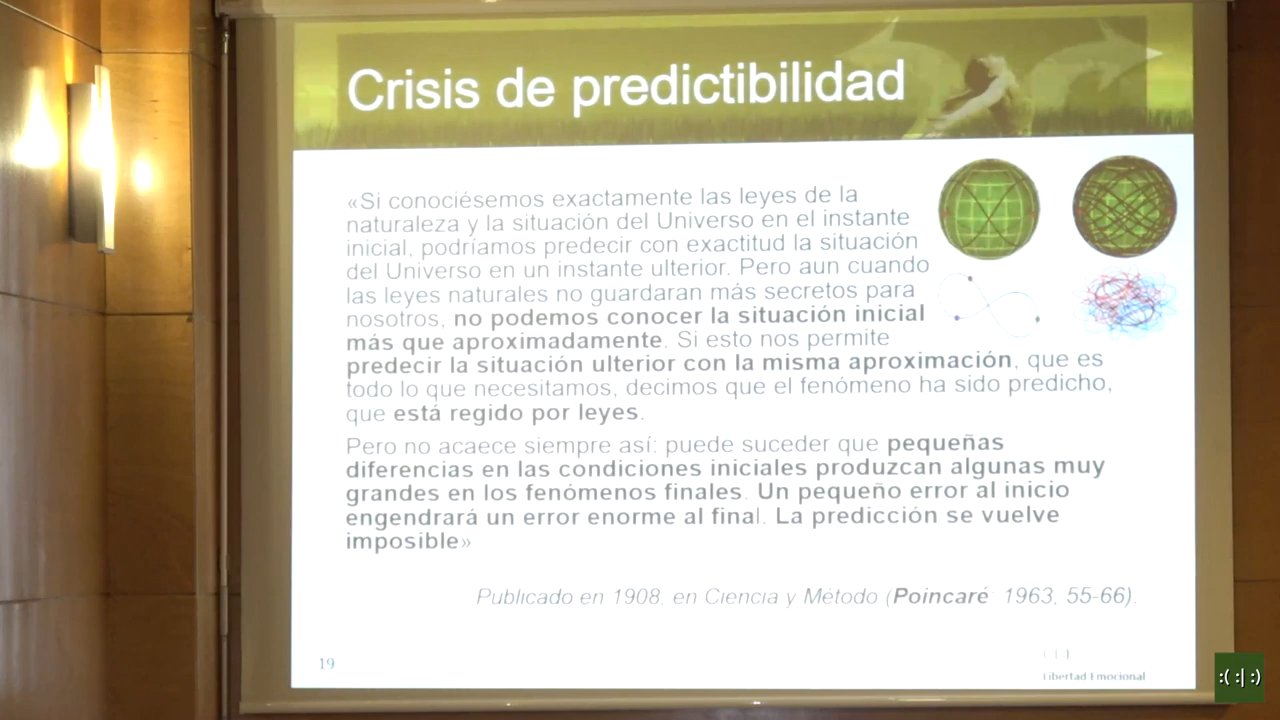 Crisis de predictibilidad
«Si conociésemos exactamente las leyes de la
naturaleza y la situación del Universo en el instante
inicial, podríamos predecir con exactitud la situación
del Universo en un instante ulterior. Pero aun cuando
las leyes naturales no guardaran más secretos para
nosotros, no podemos conocer la situación inicial
más que aproximadamente. Si esto nos permite
predecir la situación ulterior con la misma aproximación, que es
todo lo que necesitamos, decimos que el fenómeno ha sido predicho,
que está regido por leyes.
Pero no acaece siempre así: puede suceder que pequeñas
diferencias en las condiciones iniciales produzcan algunas muy
grandes en los fenómenos finales. Un pequeño error al inicio
engendrará un error enorme al final. La predicción se vuelve
imposible»
Publicado en 1908, en Ciencia y Método (Poincaré: 1963, 55-66).
19
Libertad Emocional
:( :| :)